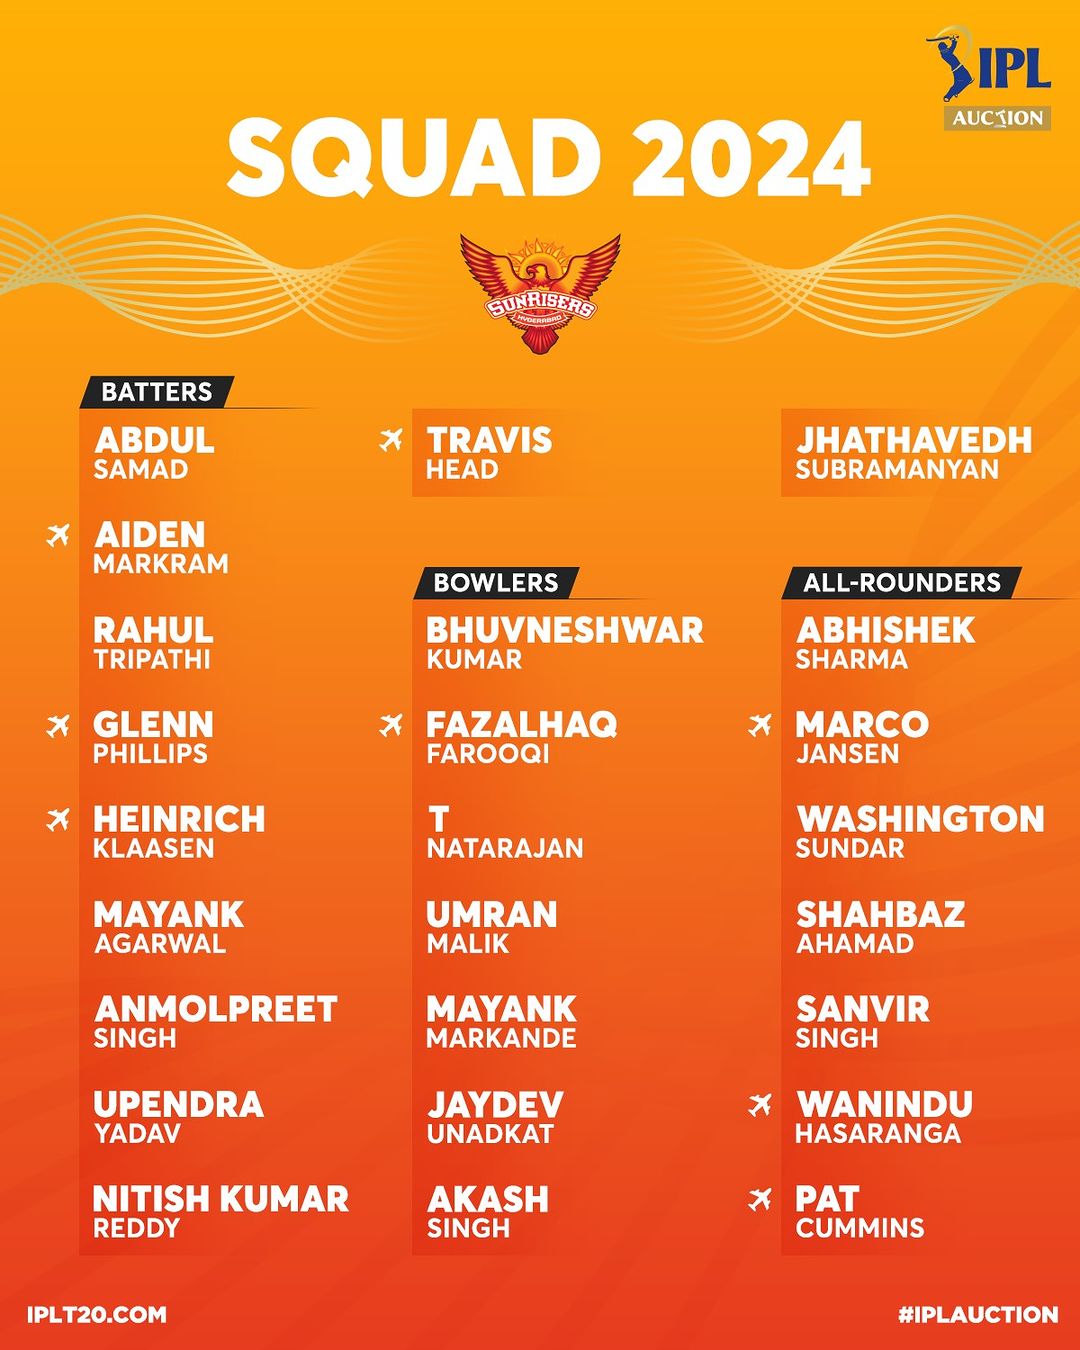 IPL
AUCTION
SQUAD 2024
SUNRISERS
HYDERABAD
BATTERS
ABDUL
SAMAD
AIDEN
MARKRAM
RAHUL
TRIPATHI
GLENN
PHILLIPS
HEINRICH
KLAASEN
MAYANK
AGARWAL
ANMOLPREET
SINGH
UPENDRA
YADAV
NITISH KUMAR
REDDY
TRAVIS
HEAD
JHATHAVEDH
SUBRAMANYAN
BOWLERS
BHUVNESHWAR
KUMAR
FAZALHAQ
FAROOQI
T
NATARAJAN
UMRAN
MALIK
MAYANK
MARKANDE
JAYDEV
UNADKAT
AKASH
SINGH
ALL-ROUNDERS
ABHISHEK
SHARMA
MARCO
JANSEN
WASHINGTON
SUNDAR
SHAHBAZ
AHAMAD
SANVIR
SINGH
WANINDU
HASARANGA
PAT
CUMMINS
IPLT20.COM
#IPLAUCTION